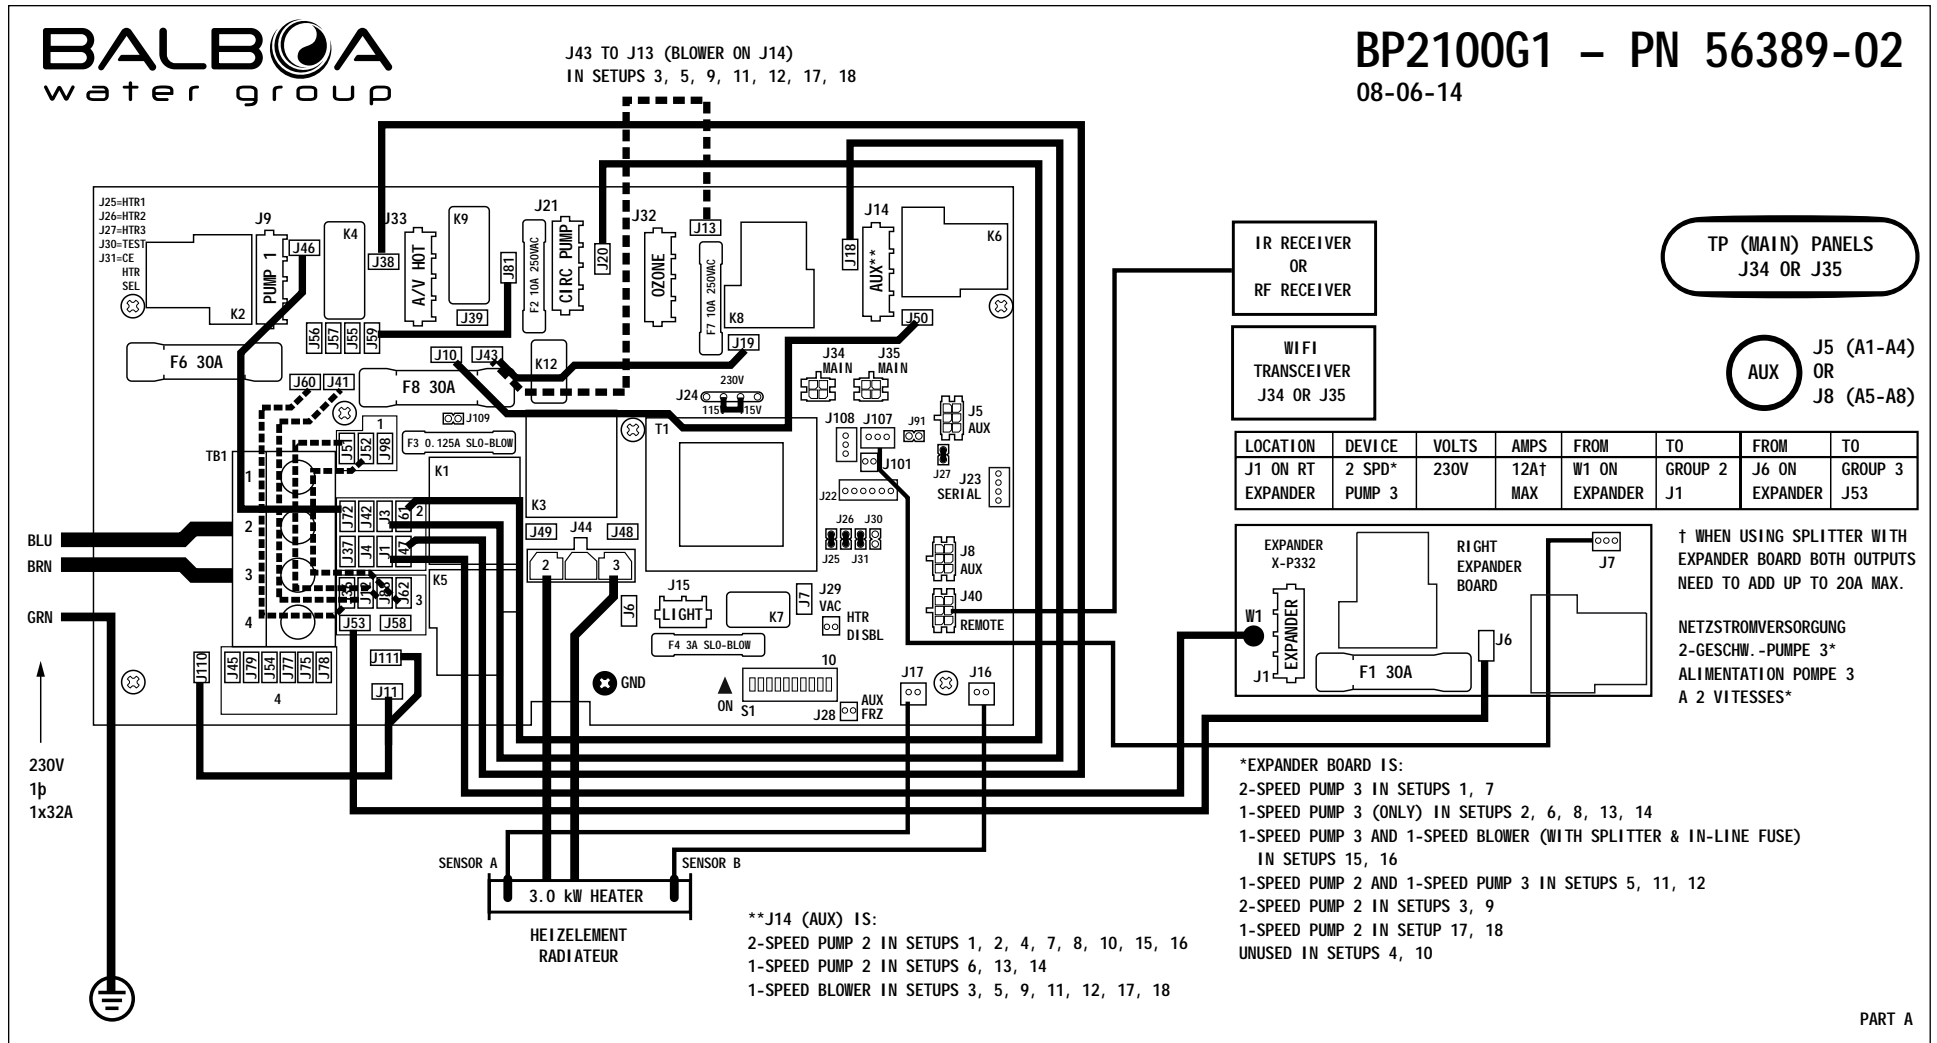 BALBOA
water group
J43 TO J13 (BLOWER ON J14)
IN SETUPS 3, 5, 9, 11, 12, 17, 18
BP2100G1 – PN 56389-02
08-06-14
J25=HTR1
J26=HTR2
J27=HTR3
J30=TEST
J31=CE
HTR
SEL
J9
PUMP 1
J46
K2
K4
J33
J38
A/V HOT
K9
J39
J81
J21
F2 10A 250VAC
CIRC PUMP
J20
J32
OZONE
J13
F7 10A 250VAC
K8
J18
J14
AUX**
K6
J50
J56
J57
J55
J59
F6 30A
J10
J43
K12
J19
J60
J41
F8 30A
J109
J24
230V
115V
115V
J34
MAIN
J35
MAIN
1
J51
J52
J98
F3 0.125A SLO-BLOW
T1
J108
J107
J91
J101
J5
AUX
J27
J23
SERIAL
J22
TB1
1
2
3
4
K1
K3
J72
J42
J3
J61
2
J37
J4
J1
J47
K5
J62
3
J53
J58
J49
J44
J48
2
3
J26
J30
J25
J31
J8
AUX
J40
REMOTE
J6
J15
LIGHT
F4 3A SLO-BLOW
K7
J7
J29
VAC
HTR
DISBL
J110
J45
J79
J54
J77
J75
J78
4
J111
J11
GND
ON
S1
10
J28
AUX
FRZ
J17
J16
BLU
BRN
GRN
230V
1þ
1x32A
SENSOR A
SENSOR B
3.0 kW HEATER
HEIZELEMENT
RADIATEUR
**J14 (AUX) IS:
2-SPEED PUMP 2 IN SETUPS 1, 2, 4, 7, 8, 10, 15, 16
1-SPEED PUMP 2 IN SETUPS 6, 13, 14
1-SPEED BLOWER IN SETUPS 3, 5, 9, 11, 12, 17, 18
IR RECEIVER
OR
RF RECEIVER
WIFI
TRANSCEIVER
J34 OR J35
TP (MAIN) PANELS
J34 OR J35
AUX
J5 (A1-A4)
OR
J8 (A5-A8)
LOCATION DEVICE VOLTS AMPS FROM TO FROM TO
J1 ON RT 2 SPD* 230V 12A† W1 ON GROUP 2 J6 ON GROUP 3
EXPANDER PUMP 3 MAX EXPANDER J1 EXPANDER J53
EXPANDER
X-P332
RIGHT
EXPANDER
BOARD
J7
W1
J1
EXPANDER
F1 30A
J6
† WHEN USING SPLITTER WITH
EXPANDER BOARD BOTH OUTPUTS
NEED TO ADD UP TO 20A MAX.
NETZSTROMVERSORGUNG
2-GESCHW.-PUMPE 3*
ALIMENTATION POMPE 3
A 2 VITESSES*
*EXPANDER BOARD IS:
2-SPEED PUMP 3 IN SETUPS 1, 7
1-SPEED PUMP 3 (ONLY) IN SETUPS 2, 6, 8, 13, 14
1-SPEED PUMP 3 AND 1-SPEED BLOWER (WITH SPLITTER & IN-LINE FUSE)
IN SETUPS 15, 16
1-SPEED PUMP 2 AND 1-SPEED PUMP 3 IN SETUPS 5, 11, 12
2-SPEED PUMP 2 IN SETUPS 3, 9
1-SPEED PUMP 2 IN SETUP 17, 18
UNUSED IN SETUPS 4, 10
PART A